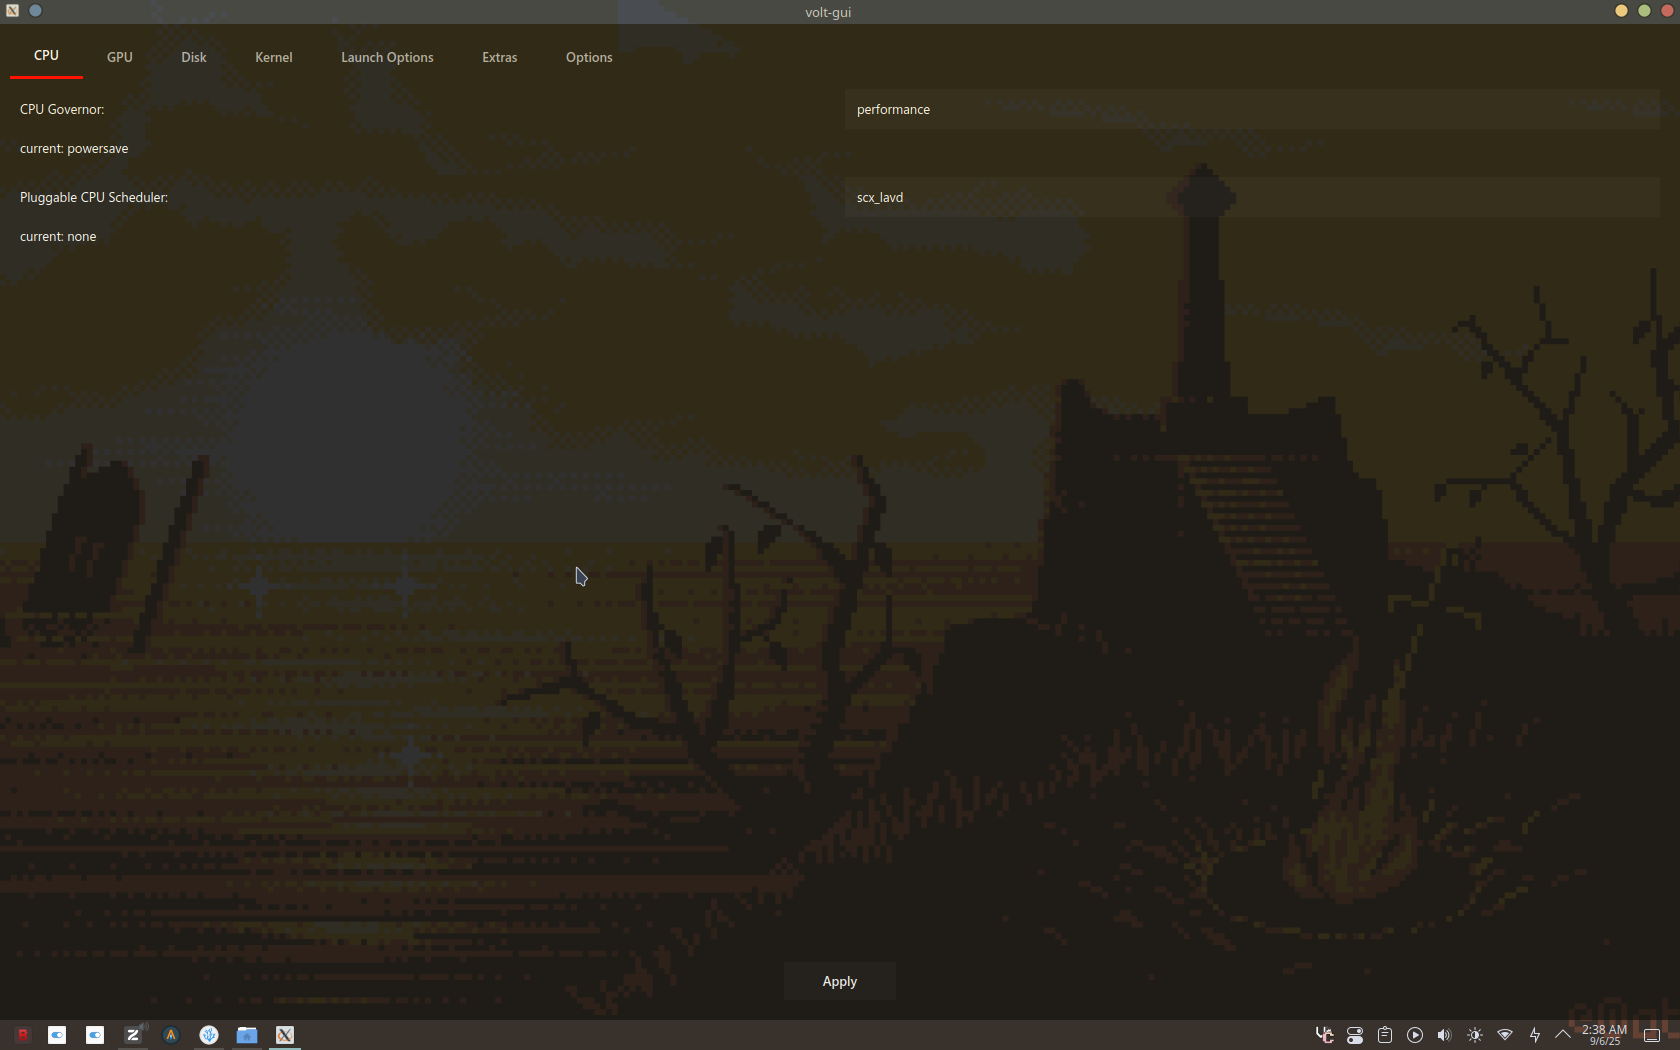 volt-gui
CPU GPU Disk Kernel Launch Options Extras Options
CPU Governor: performance
current: powersave
Pluggable CPU Scheduler: scx_lavd
current: none
Apply
2:38 AM
9/6/25